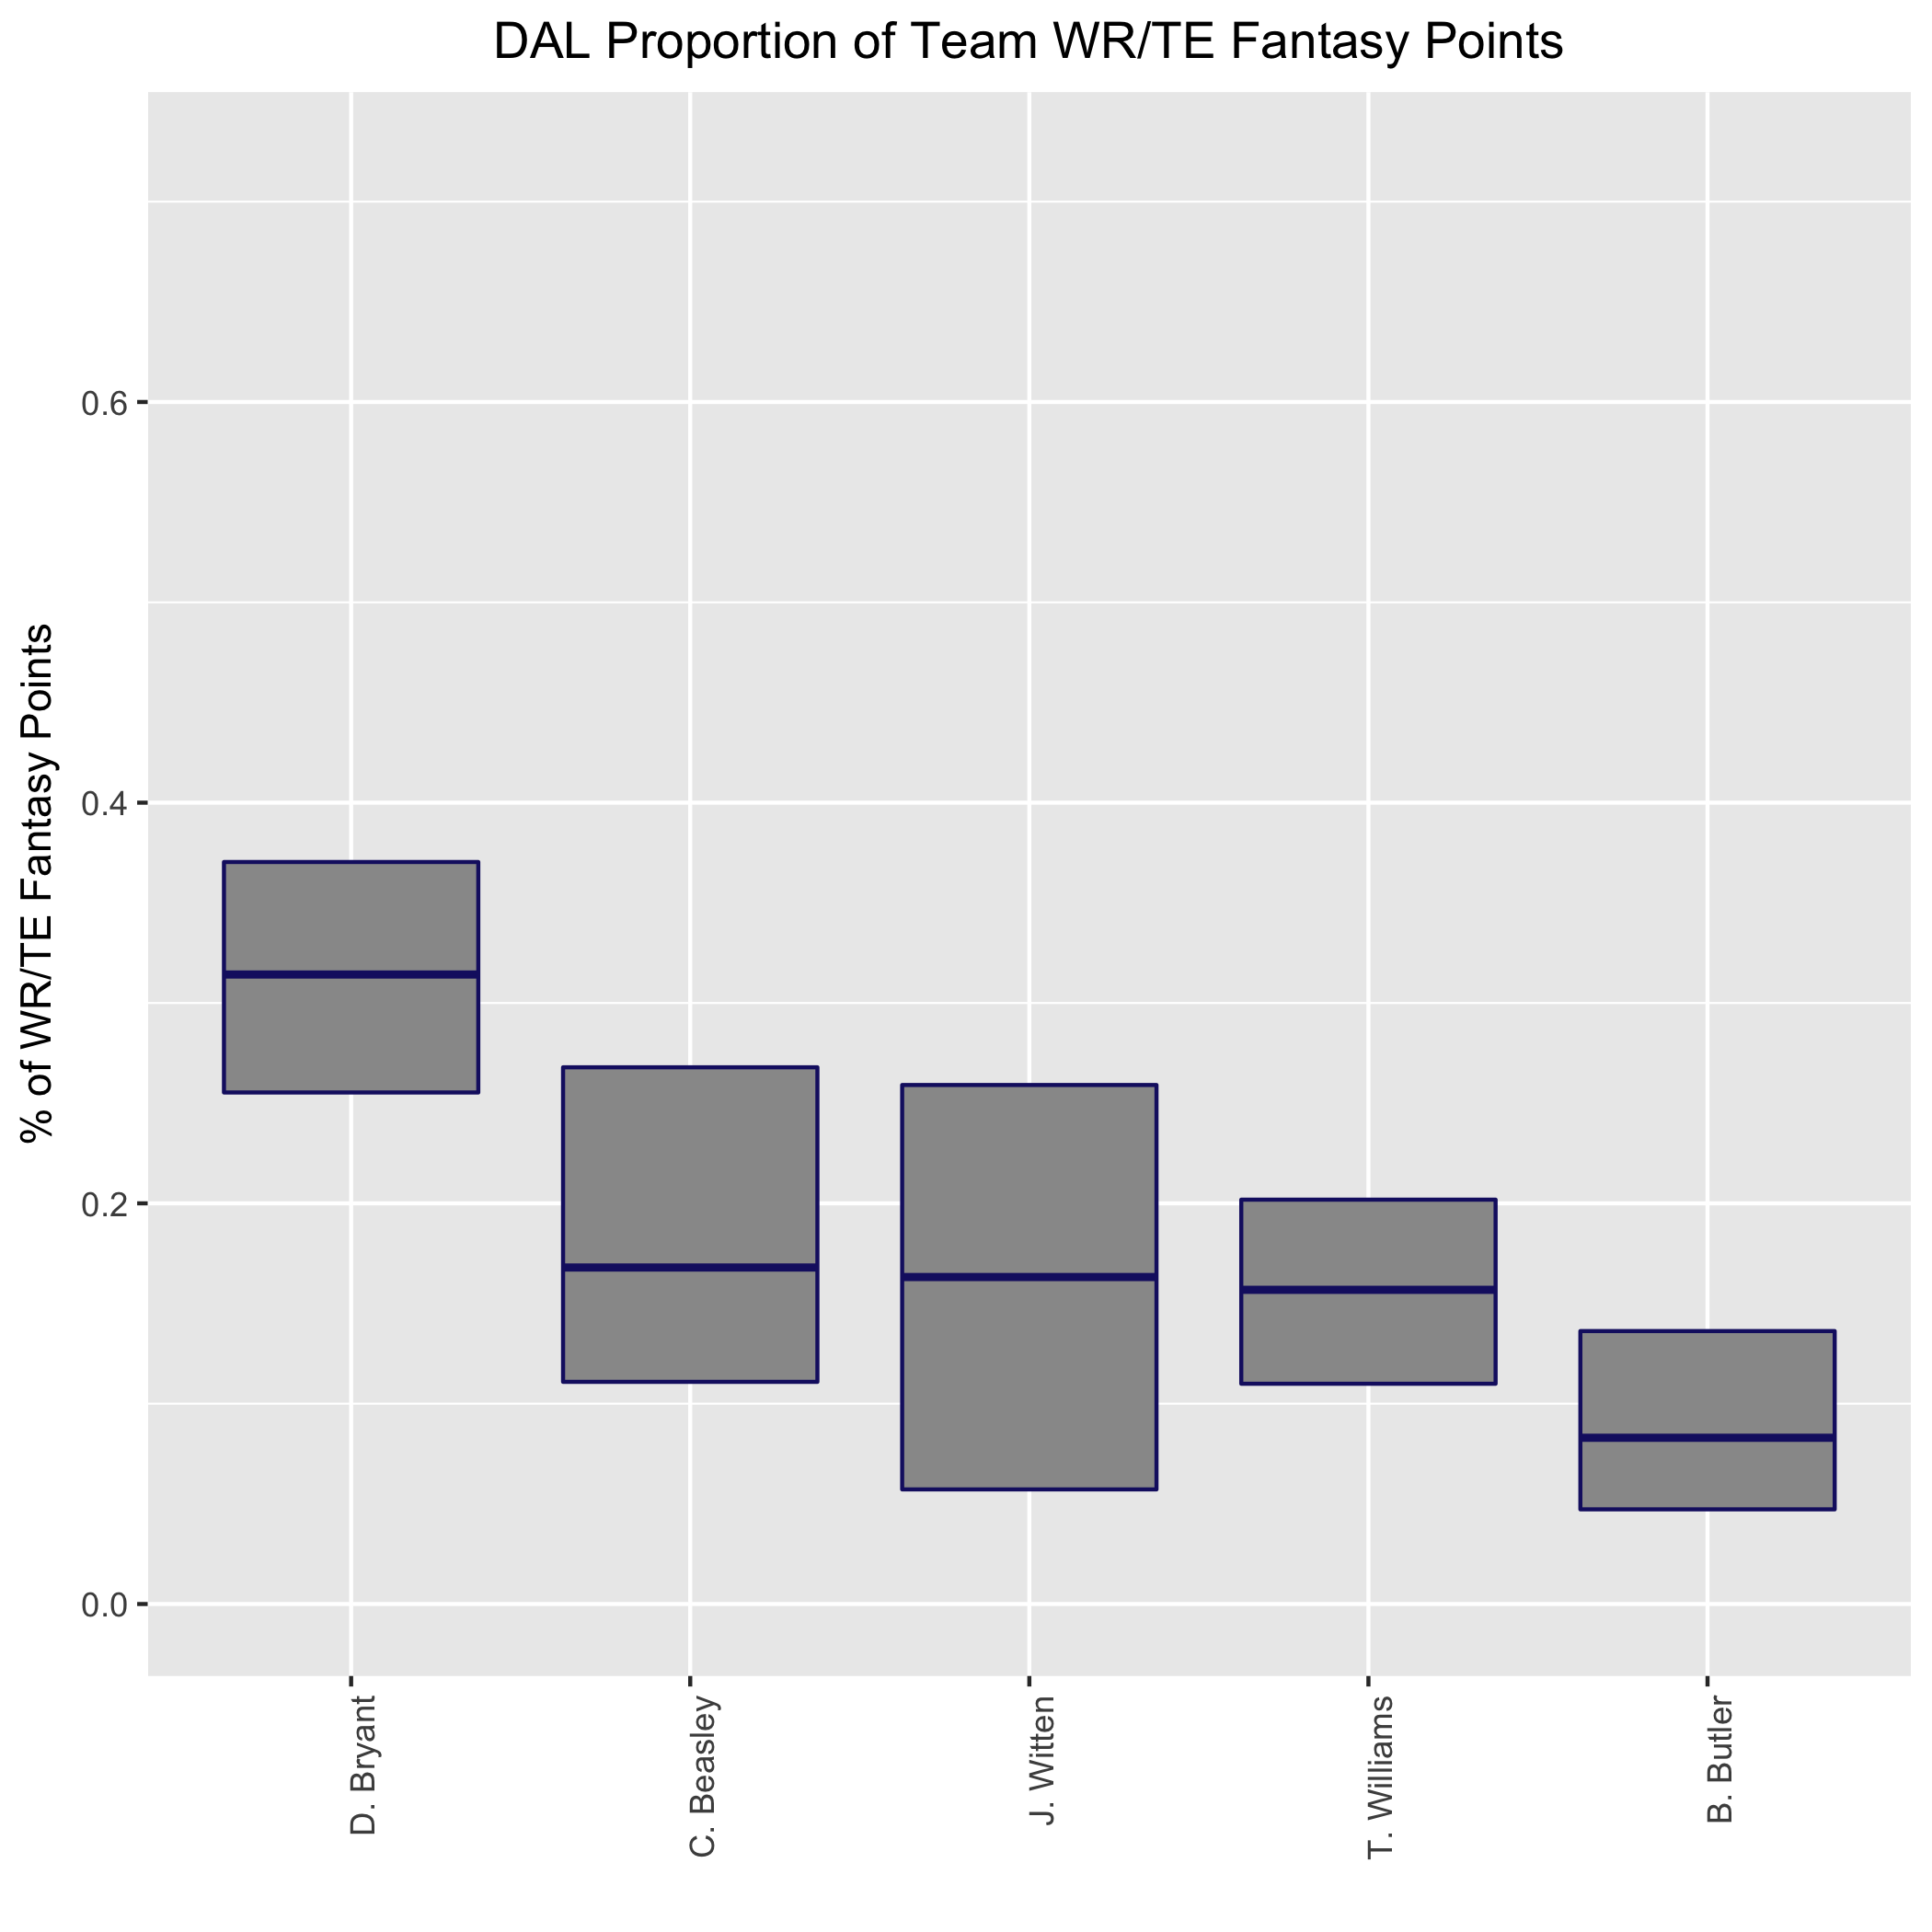 DAL Proportion of Team WR/TE Fantasy Points
% of WR/TE Fantasy Points
0.6
0.4
0.2
0.0
D. Bryant
C. Beasley
J. Witten
T. Williams
B. Butler